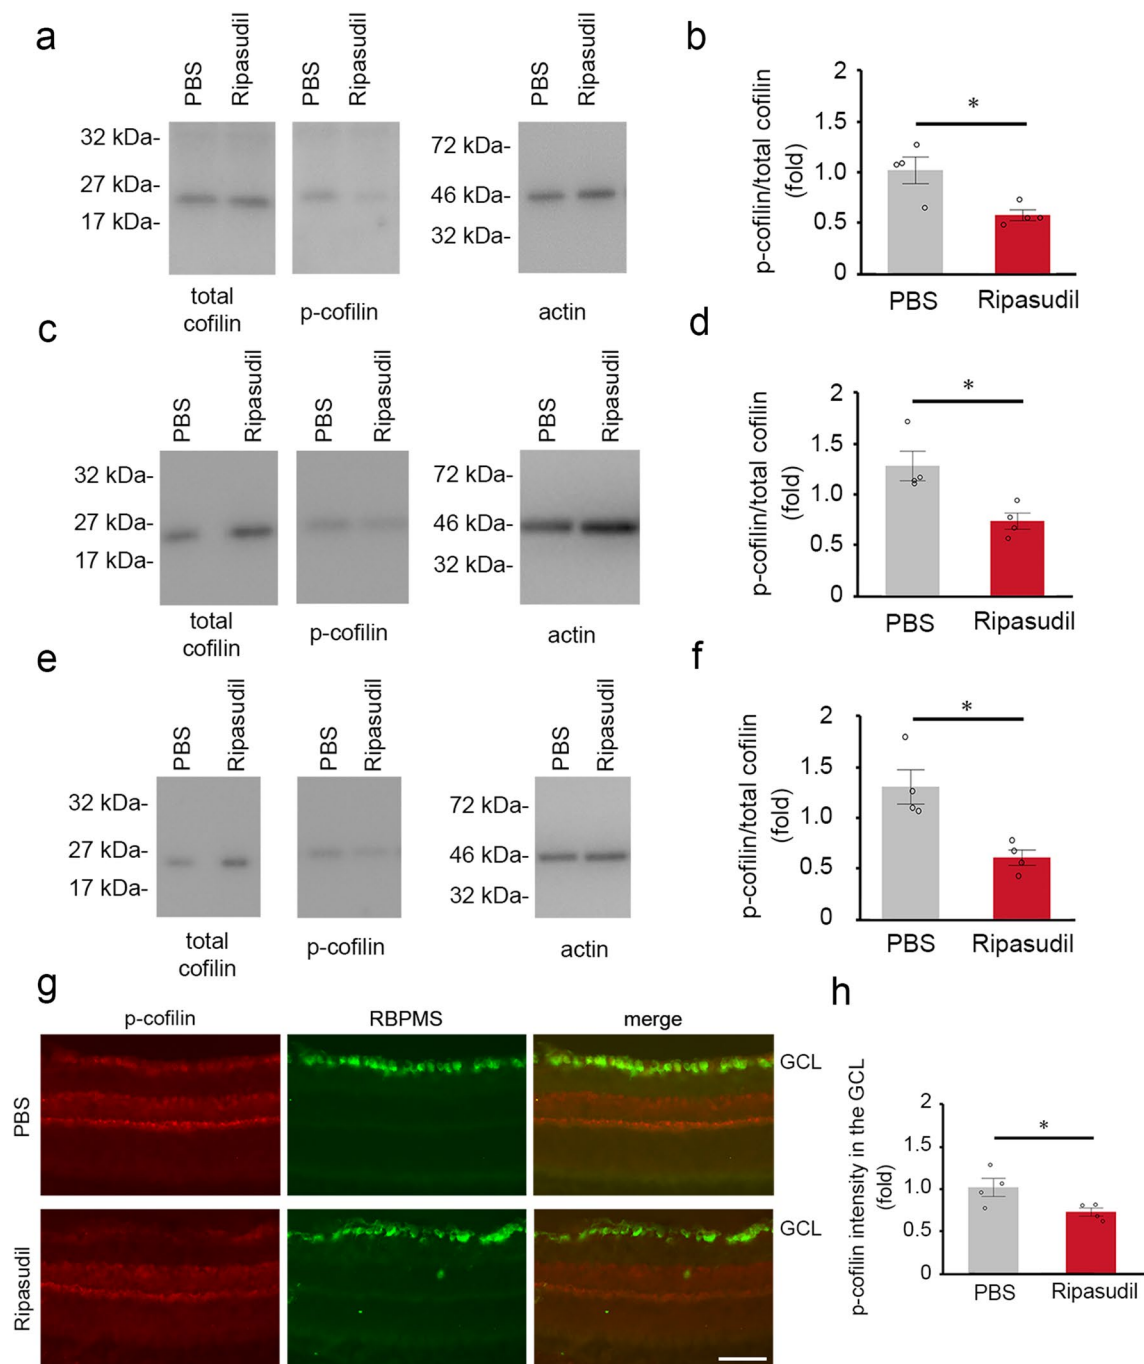 a
PBS
Ripasudil
PBS
Ripasudil
PBS
Ripasudil
32 kDa-
27 kDa-
17 kDa-
72 kDa-
46 kDa-
32 kDa-
total
cofilin
p-cofilin
actin
b
p-cofilin/total cofilin
(fold)
2
1.5
1.0
0.5
0
*
PBS
Ripasudil
c
PBS
Ripasudil
PBS
Ripasudil
PBS
Ripasudil
32 kDa-
27 kDa-
17 kDa-
72 kDa-
46 kDa-
32 kDa-
total
cofilin
p-cofilin
actin
d
p-cofilin/total cofilin
(fold)
2
1.5
1.0
0.5
0
*
PBS
Ripasudil
e
PBS
Ripasudil
PBS
Ripasudil
PBS
Ripasudil
32 kDa-
27 kDa-
17 kDa-
72 kDa-
46 kDa-
32 kDa-
total
cofilin
p-cofilin
actin
f
p-cofilin/total cofilin
(fold)
2
1.5
1.0
0.5
0
*
PBS
Ripasudil
g
p-cofilin
RBPMS
merge
PBS
GCL
Ripasudil
GCL
h
p-cofilin intensity in the GCL
(fold)
2
1.5
1.0
0.5
0
*
PBS
Ripasudil